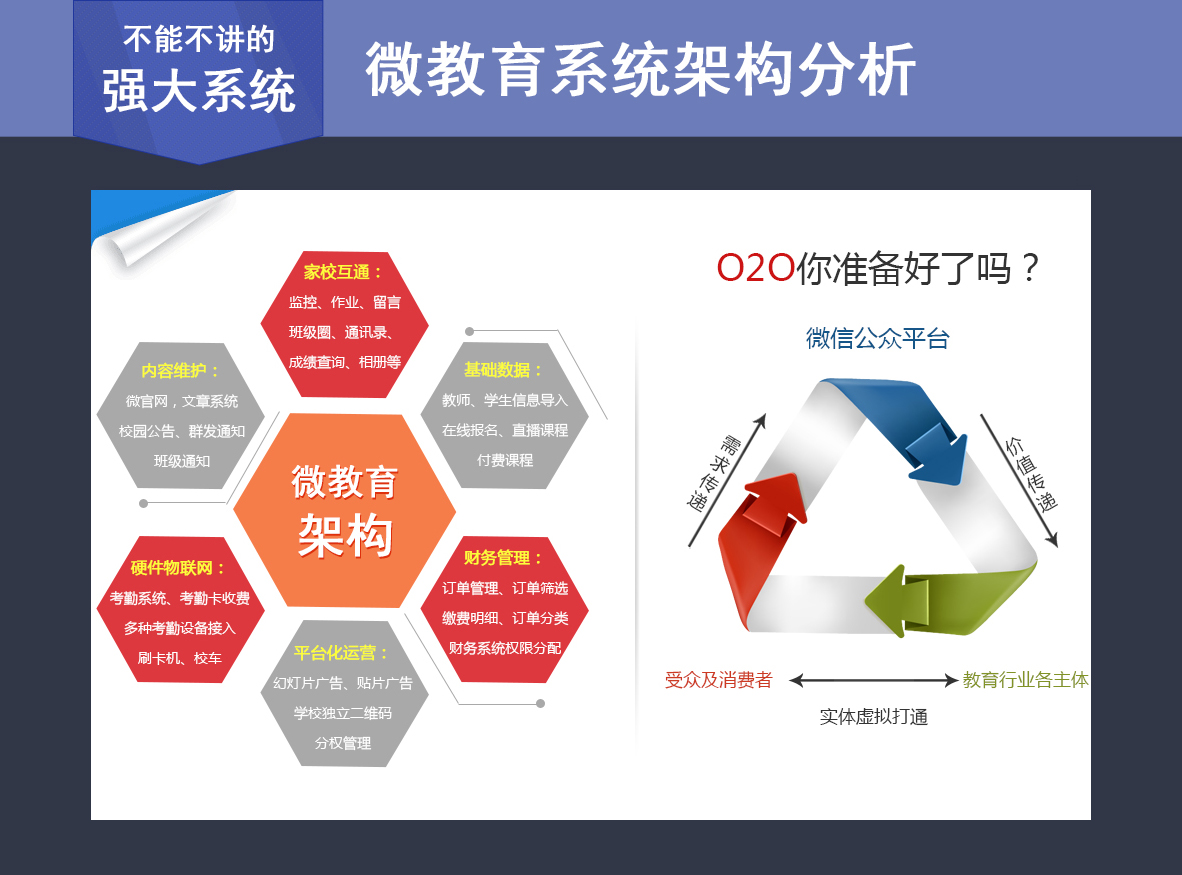 不能不讲的
强大系统
微教育系统架构分析
家校互通：
监控、作业、留言
班级圈、通讯录、
成绩查询、相册等
内容维护：
微官网，文章系统
校园公告、群发通知
班级通知
基础数据：
教师、学生信息导入
在线报名、直播课程
付费课程
微教育
架构
硬件物联网：
考勤系统、考勤卡收费
多种考勤设备接入
刷卡机、校车
财务管理：
订单管理、订单筛选
缴费明细、订单分类
财务系统权限分配
平台化运营：
幻灯片广告、贴片广告
学校独立二维码
分权管理
O2O你准备好了吗？
微信公众平台
需求传递
价值传递
受众及消费者
教育行业各主体
实体虚拟打通